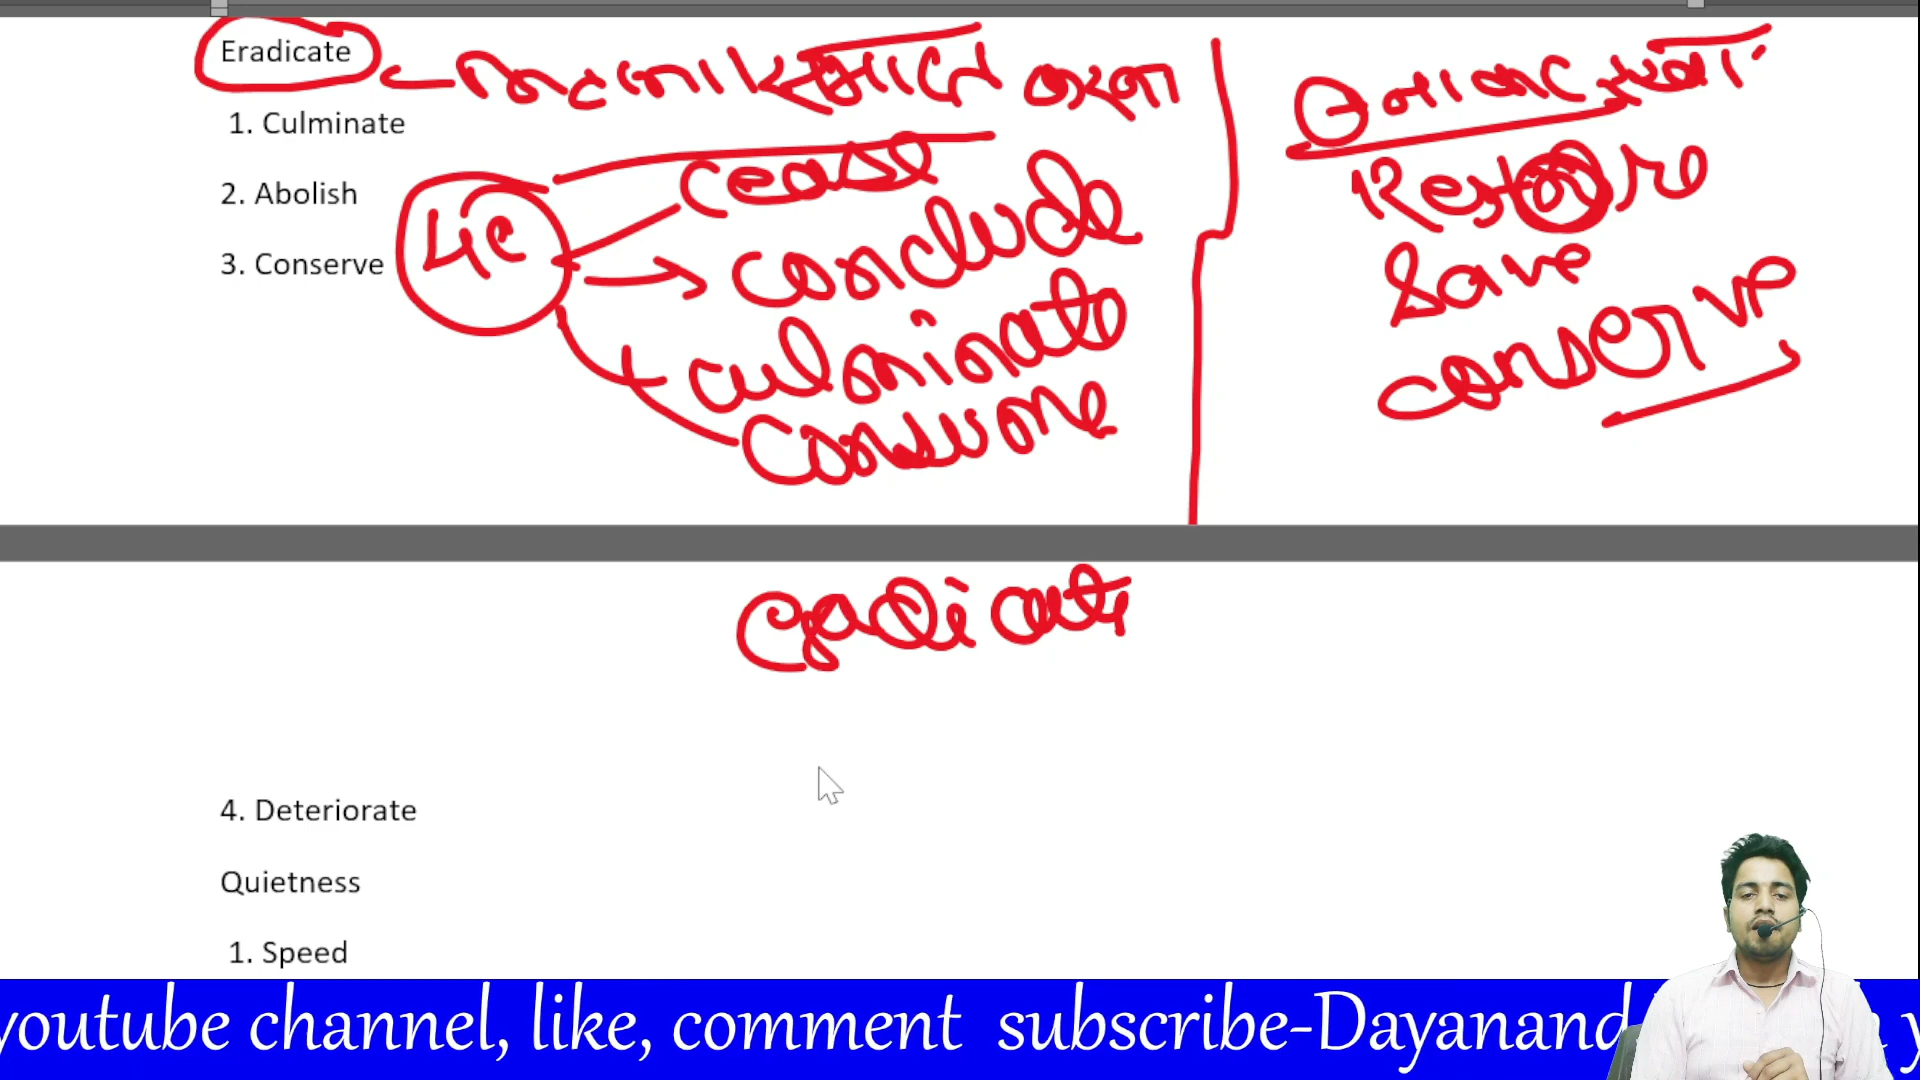 Eradicate
1. Culminate
2. Abolish
3. Conserve
4c
cease
conclude
culminate
consume
Restore
Save
conserve
4. Deteriorate
Quietness
1. Speed
youtube channel, like, comment subscribe-Dayanand